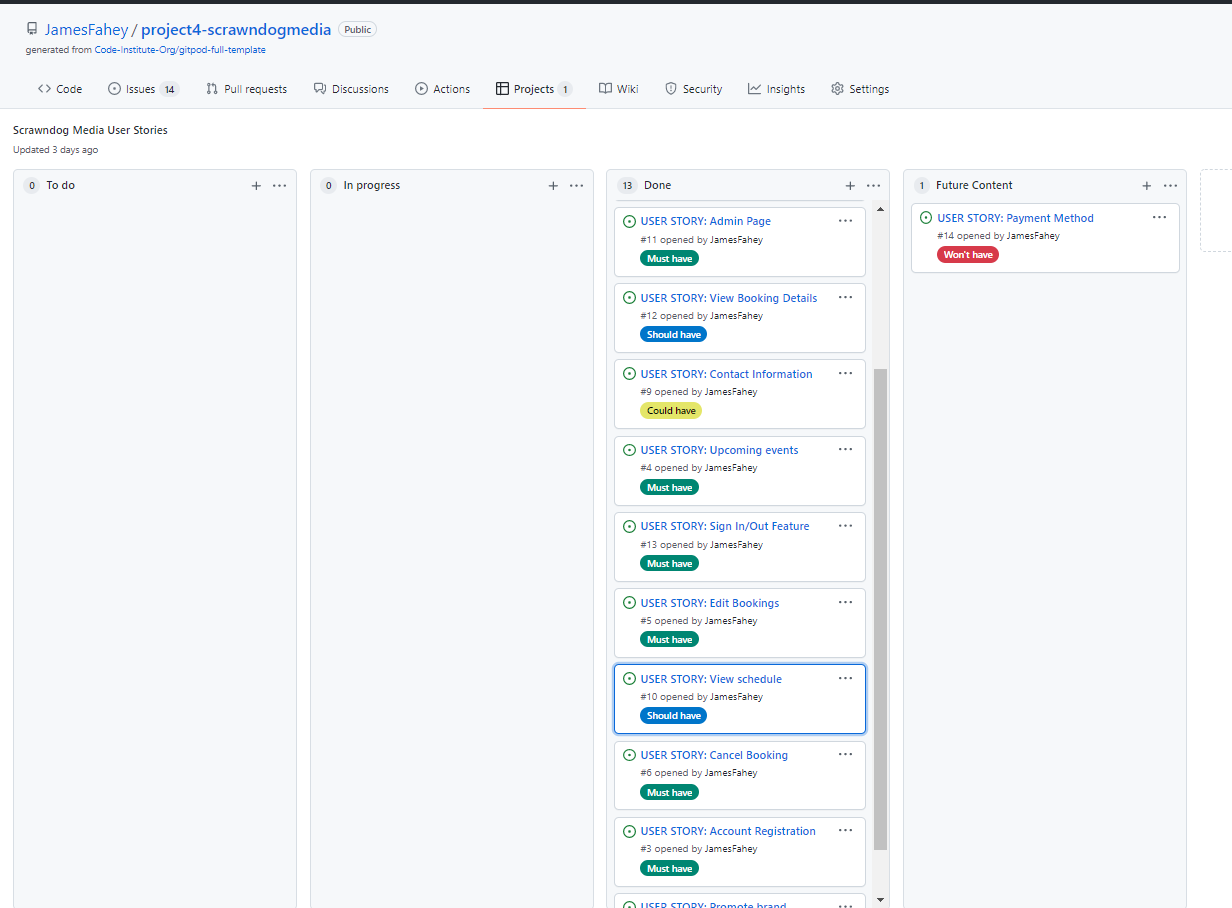 JamesFahey / project4-scrawndogmedia Public
generated from Code-Institute-Org/gitpod-full-template
Code Issues 14 Pull requests Discussions Actions Projects 1 Wiki Security Insights Settings
Scrawndog Media User Stories
Updated 3 days ago
0 To do
0 In progress
13 Done
USER STORY: Admin Page
#11 opened by JamesFahey
Must have
USER STORY: View Booking Details
#12 opened by JamesFahey
Should have
USER STORY: Contact Information
#9 opened by JamesFahey
Could have
USER STORY: Upcoming events
#4 opened by JamesFahey
Must have
USER STORY: Sign In/Out Feature
#13 opened by JamesFahey
Must have
USER STORY: Edit Bookings
#5 opened by JamesFahey
Must have
USER STORY: View schedule
#10 opened by JamesFahey
Should have
USER STORY: Cancel Booking
#6 opened by JamesFahey
Must have
USER STORY: Account Registration
#3 opened by JamesFahey
Must have
USER STORY: Promote brand
1 Future Content
USER STORY: Payment Method
#14 opened by JamesFahey
Won't have